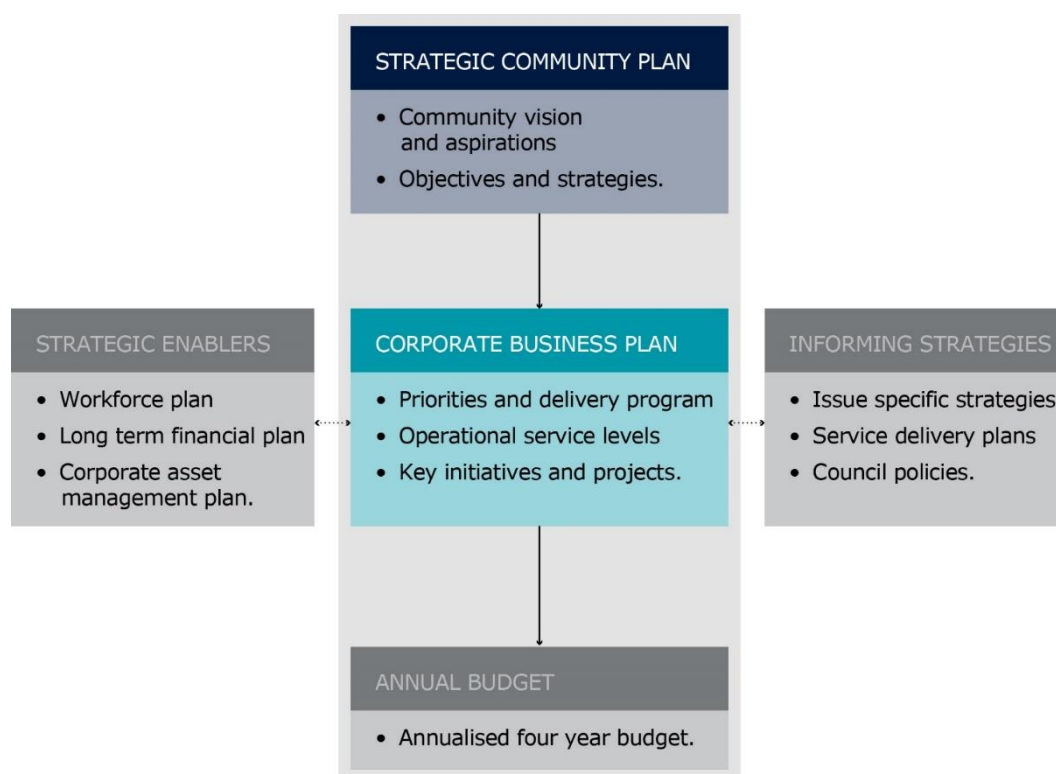 STRATEGIC COMMUNITY PLAN
• Community vision
and aspirations
• Objectives and strategies.
STRATEGIC ENABLERS
• Workforce plan
• Long term financial plan
• Corporate asset
management plan.
CORPORATE BUSINESS PLAN
• Priorities and delivery program
• Operational service levels
• Key initiatives and projects.
INFORMING STRATEGIES
• Issue specific strategies
• Service delivery plans
• Council policies.
ANNUAL BUDGET
• Annualised four year budget.